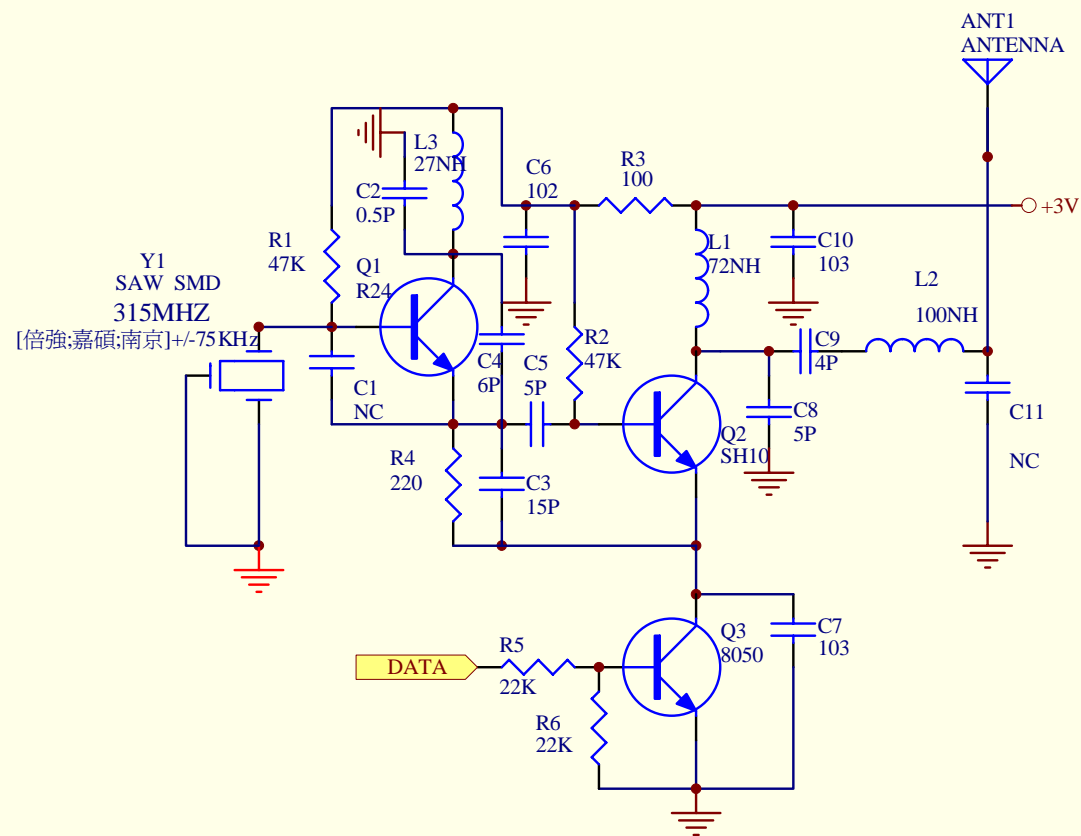 ANT1
ANTENNA
L3
27NH
C2
0.5P
C6
102
R3
100
+3V
R1
47K
Q1
R24
L1
72NH
C10
103
Y1
SAW SMD
315MHZ
[倍強;嘉碩;南京]+/-75KHz
L2
100NH
C1
NC
C4
6P
C5
5P
R2
47K
C9
4P
C8
5P
C11
NC
R4
220
C3
15P
Q2
SH10
R5
22K
DATA
Q3
8050
C7
103
R6
22K